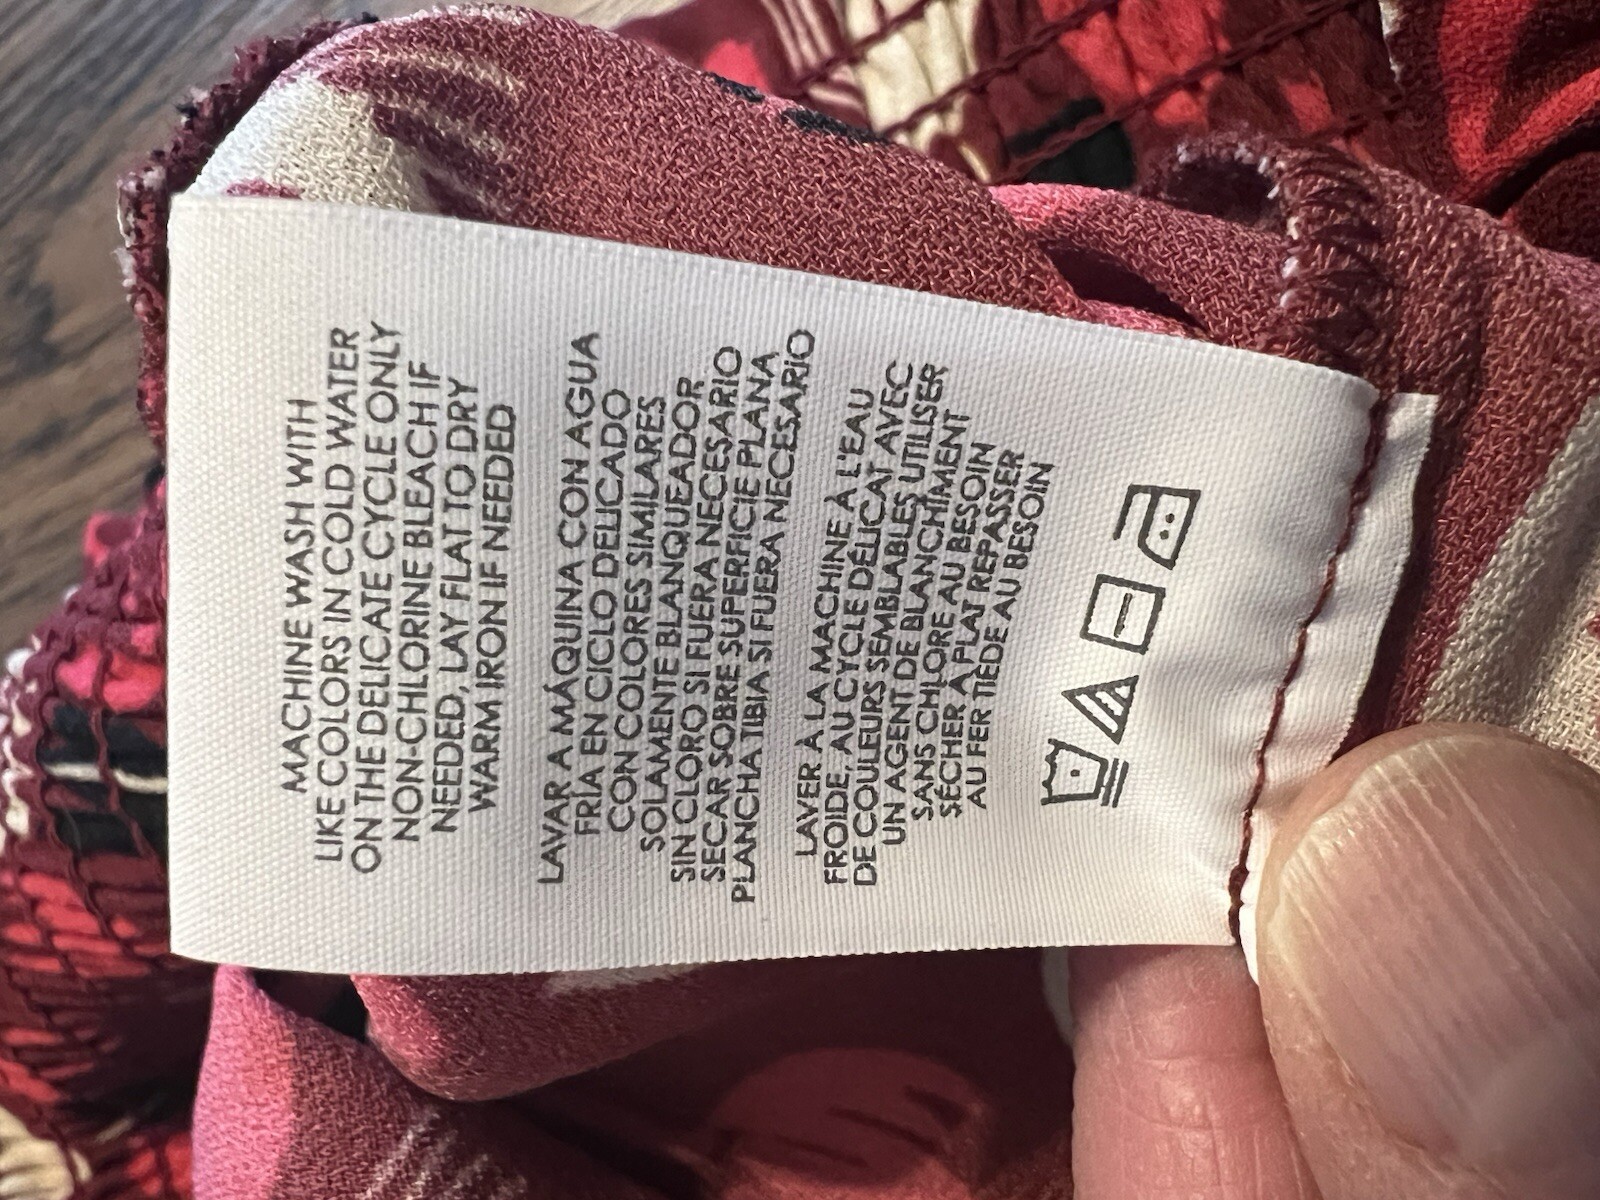 MACHINE WASH WITH
LIKE COLORS IN COLD WATER
ON THE DELICATE CYCLE ONLY
NON-CHLORINE BLEACH IF
NEEDED, LAY FLAT TO DRY
WARM IRON IF NEEDED
LAVAR A MÁQUINA CON AGUA
FRÍA EN CICLO DELICADO
CON COLORES SIMILARES
SOLAMENTE BLANQUEADOR
SIN CLORO SI FUERA NECESARIO
SECAR SOBRE SUPERFICIE PLANA
PLANCHA TIBIA SI FUERA NECESARIO
LAVER À LA MACHINE À L'EAU
FROIDE, AU CYCLE DÉLICAT AVEC
DE COULEURS SEMBLABLES UTILISER
UN AGENT DE BLANCHIMENT
SANS CHLORE AU BESOIN
SÉCHER À PLAT REPASSER
AU FER TIÈDE AU BESOIN